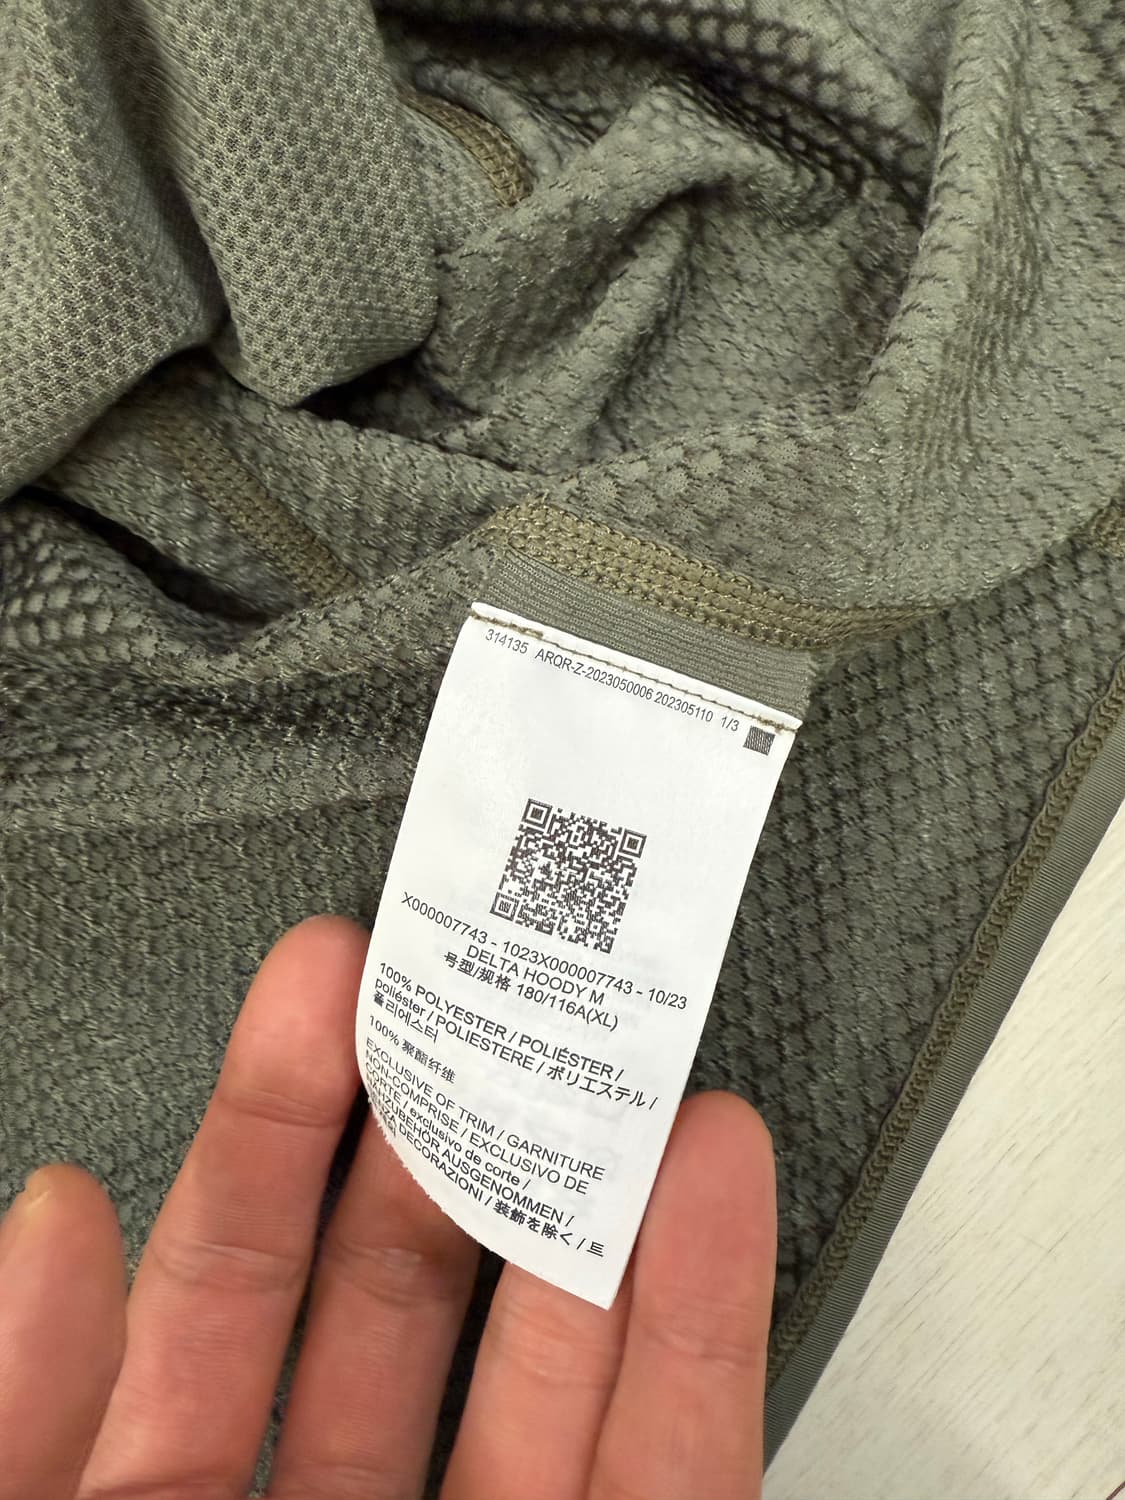 314135 ARQR-Z-2023050006 202305110 1/3
X000007743 - 1023X000007743 - 10/23
DELTA HOODY M
号型/规格 180/116A(XL)
100% POLYESTER / POLIÉSTER /
poliéster / POLIESTERE / ポリエステル /
폴리에스터
100% 聚酯纤维
EXCLUSIVE OF TRIM / GARNITURE
NON-COMPRISE / EXCLUSIVO DE
CORTE / exclusivo de corte /
ANZUBEHÖR AUSGENOMMEN /
DECORAZIONI / 装飾を除く / 트